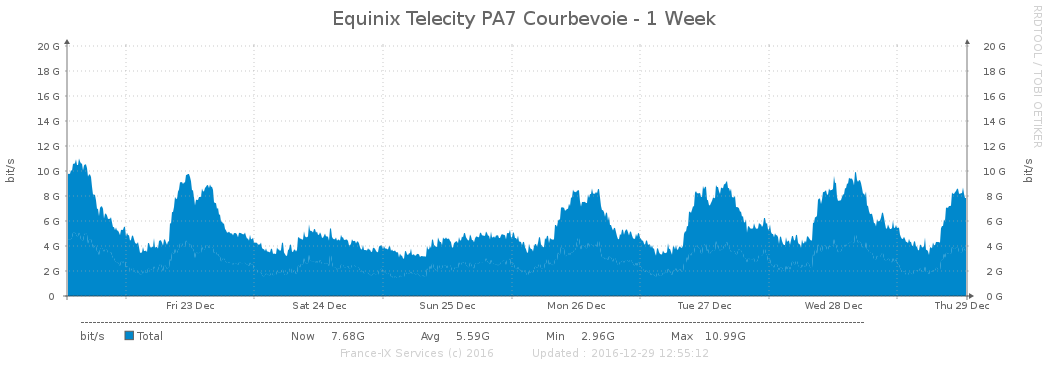 Equinix Telecity PA7 Courbevoie - 1 Week
RRDTOOL / TOBI OETIKER
20 G 20 G
18 G 18 G
16 G 16 G
14 G 14 G
12 G 12 G
10 G 10 G
8 G 8 G
6 G 6 G
4 G 4 G
2 G 2 G
0 0 G
bit/s
bit/s
Fri 23 Dec Sat 24 Dec Sun 25 Dec Mon 26 Dec Tue 27 Dec Wed 28 Dec Thu 29 Dec
bit/s Total Now 7.68G Avg 5.59G Min 2.96G Max 10.99G
France-IX Services (c) 2016 Updated : 2016-12-29 12:55:12